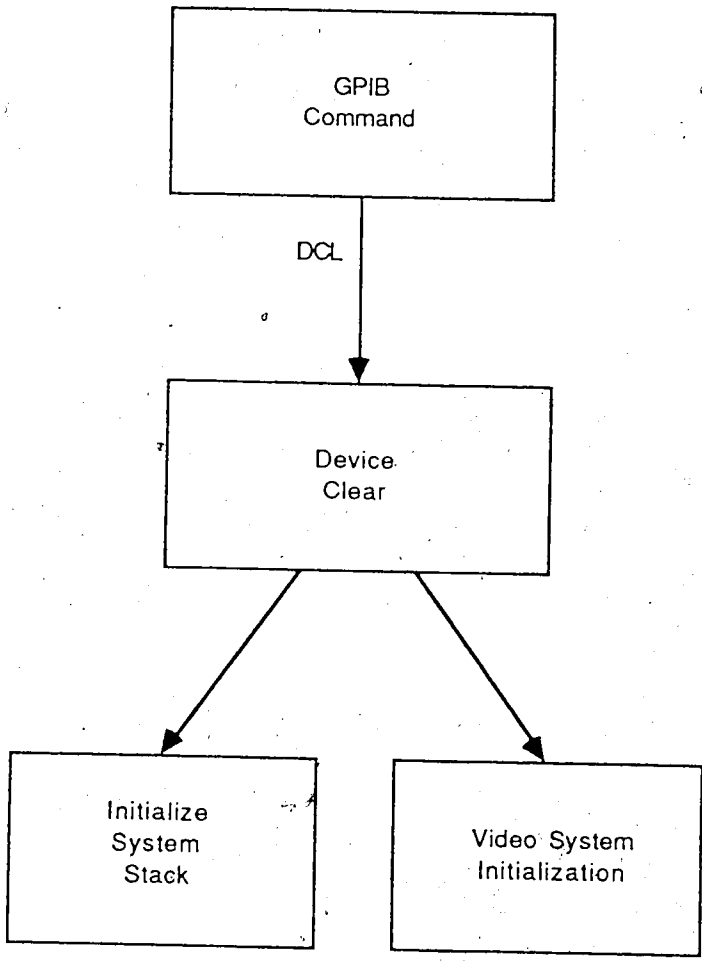 GPIB
Command
DCL
Device
Clear
Initialize
System
Stack
Video System
Initialization